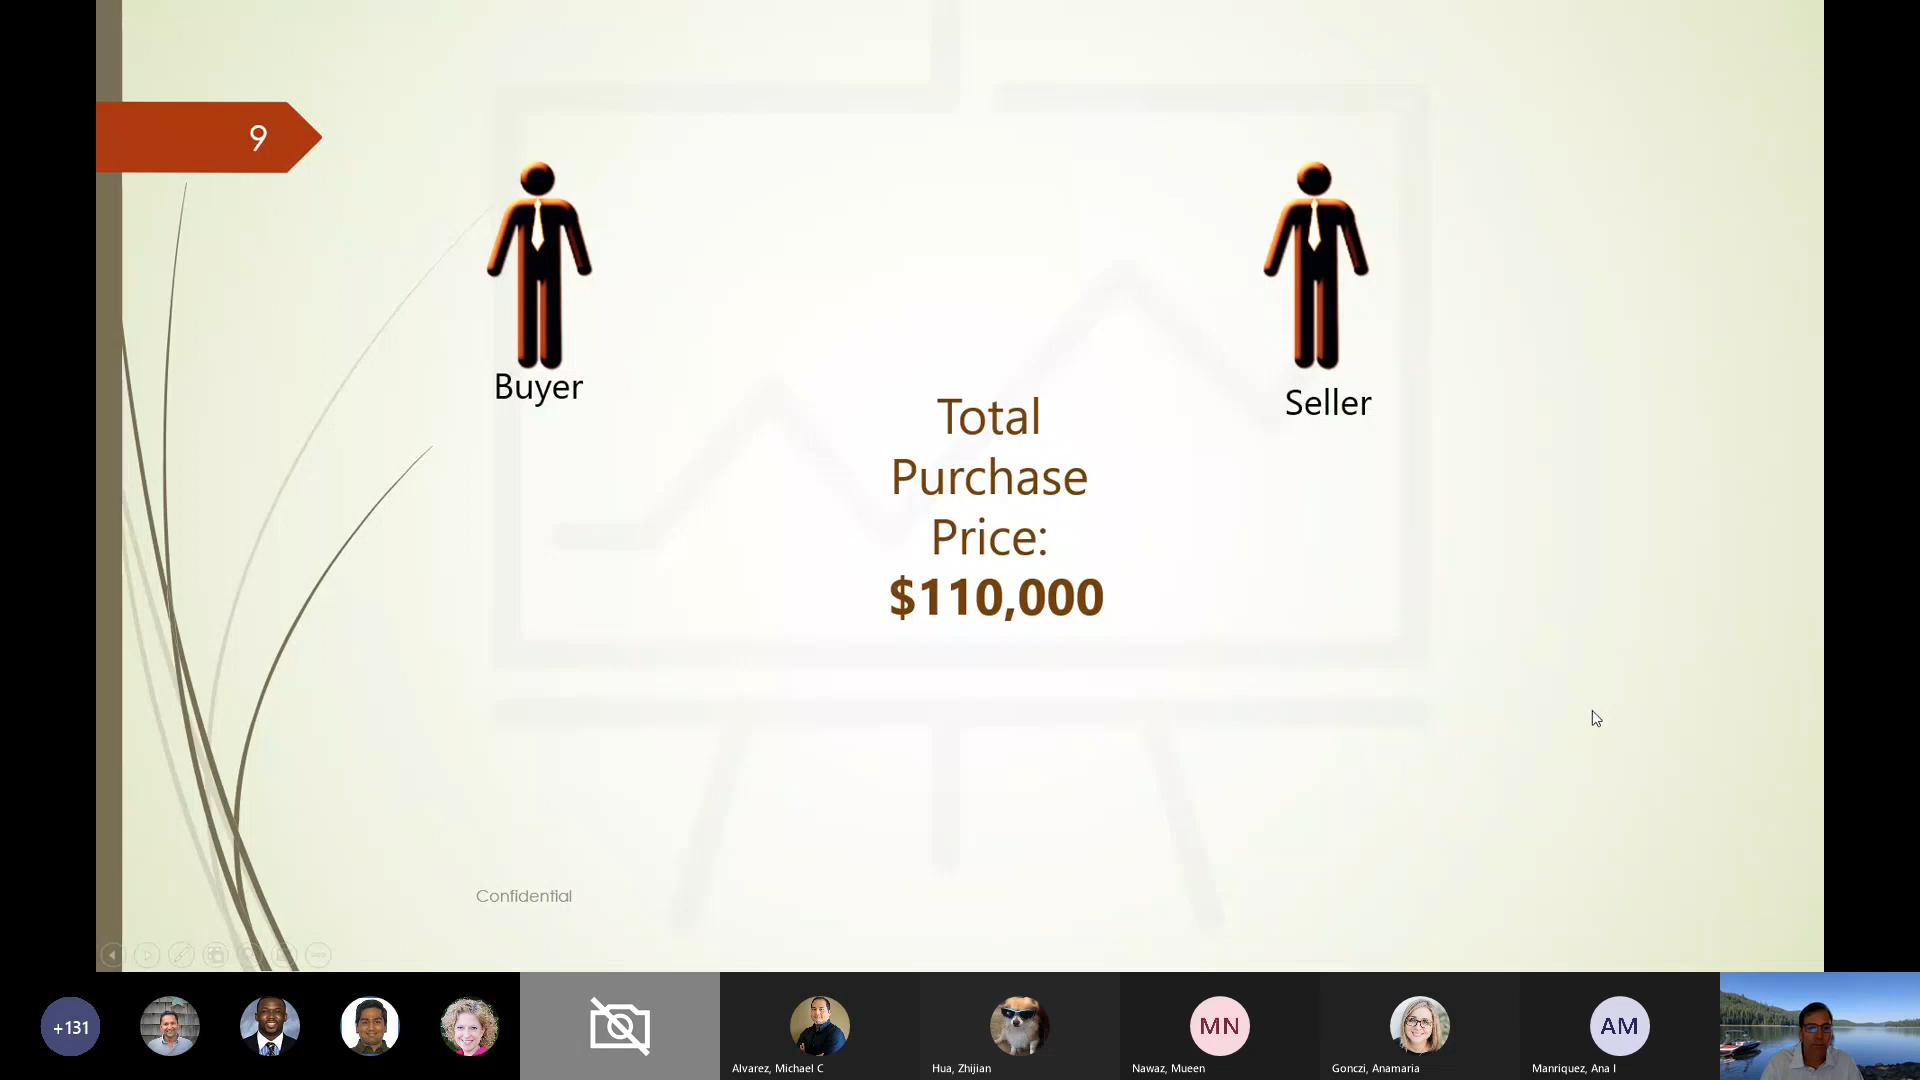 9
Buyer
Seller
Total
Purchase
Price:
$110,000
Confidential
+131
MN
AM
Alvarez, Michael C
Hua, Zhijian
Nawaz, Mueen
Gonczi, Anamaria
Manriquez, Ana I